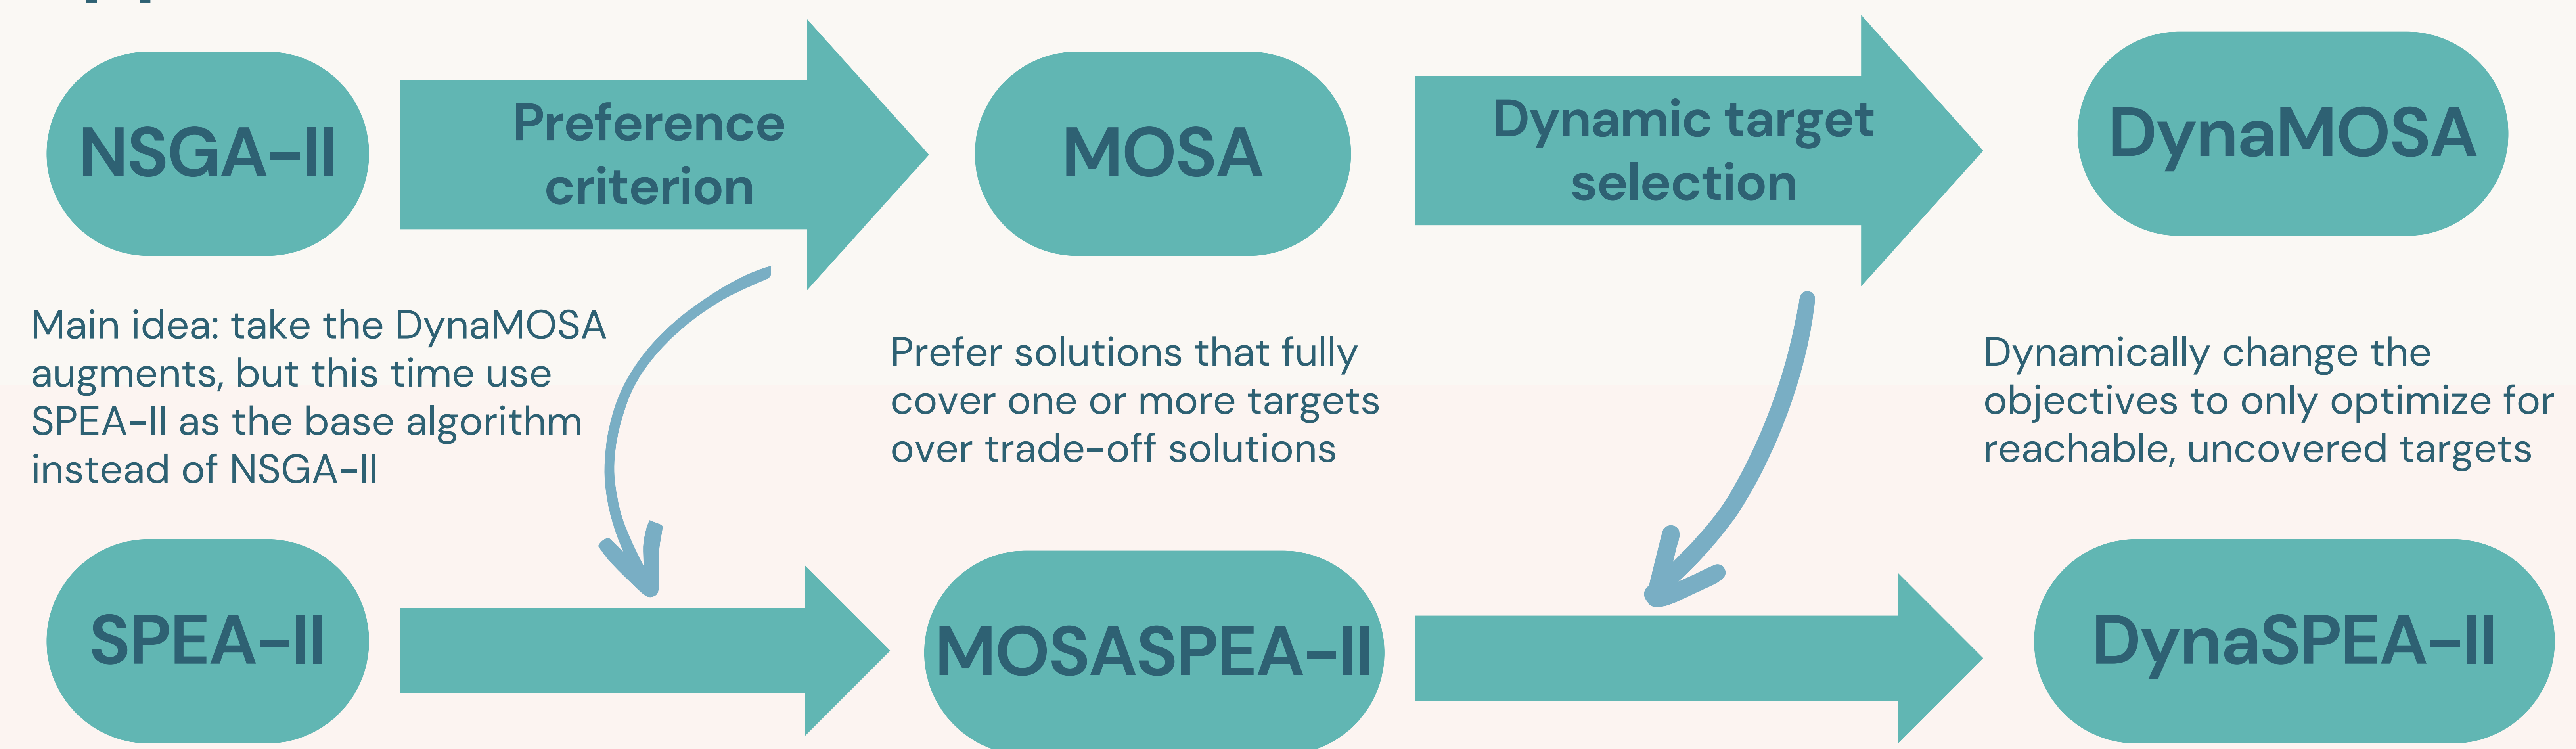 NSGA-II
Preference
criterion
MOSA
Dynamic target
selection
DynaMOSA
Main idea: take the DynaMOSA
augments, but this time use
SPEA-II as the base algorithm
instead of NSGA-II
Prefer solutions that fully
cover one or more targets
over trade-off solutions
Dynamically change the
objectives to only optimize for
reachable, uncovered targets
SPEA-II
MOSASPEA-II
DynaSPEA-II